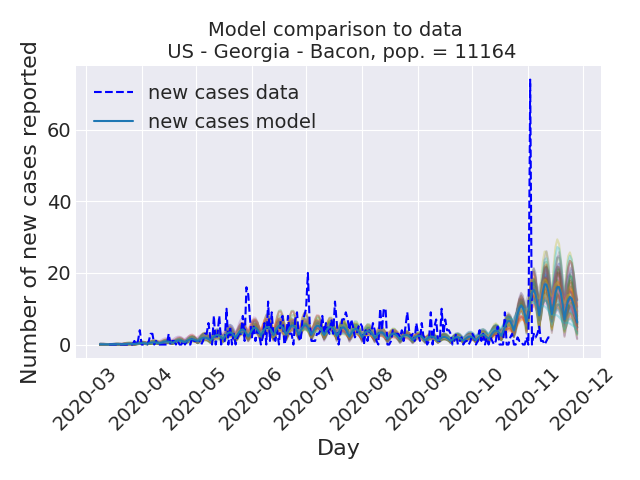 Model comparison to data
US - Georgia - Bacon, pop. = 11164
new cases data
new cases model
Number of new cases reported
60
40
20
0
2020-03
2020-04
2020-05
2020-06
2020-07
2020-08
2020-09
2020-10
2020-11
2020-12
Day